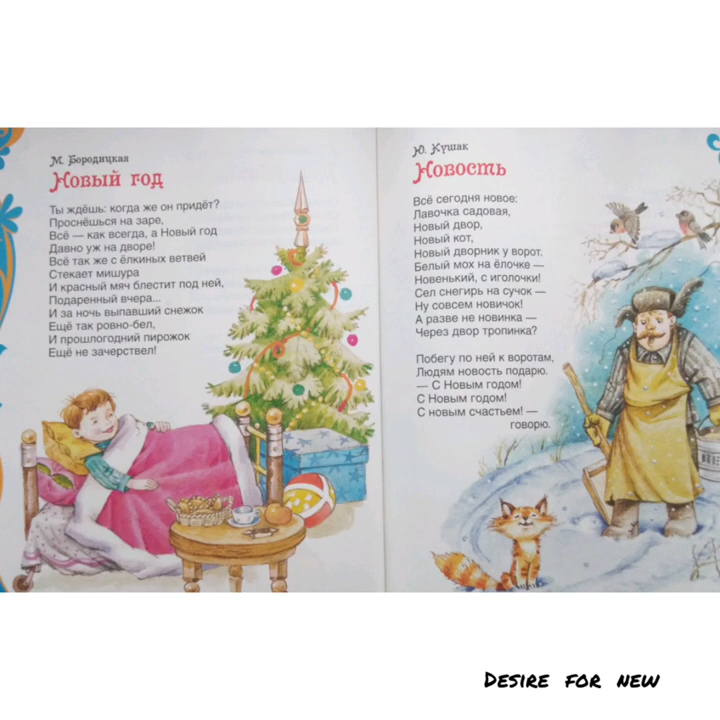 М. Бородицкая
Новый год
Ты ждёшь: когда же он придёт?
Проснёшься на заре,
Всё — как всегда, а Новый год
Давно уж на дворе!
Всё так же с ёлкиных ветвей
Стекает мишура
И красный мяч блестит под ней,
Подаренный вчера...
И за ночь выпавший снежок
Ещё так ровно-бел,
И прошлогодний пирожок
Ещё не зачерствел!
Ю. Кушак
Новость
Всё сегодня новое:
Лавочка садовая,
Новый двор,
Новый кот,
Новый дворник у ворот.
Белый мох на ёлочке —
Новенький, с иголочки!
Сел снегирь на сучок —
Ну совсем новичок!
А разве не новинка —
Через двор тропинка?
Побегу по ней к воротам,
Людям новость подарю.
— С Новым годом!
С Новым годом!
С новым счастьем! —
говорю.
Desire for new